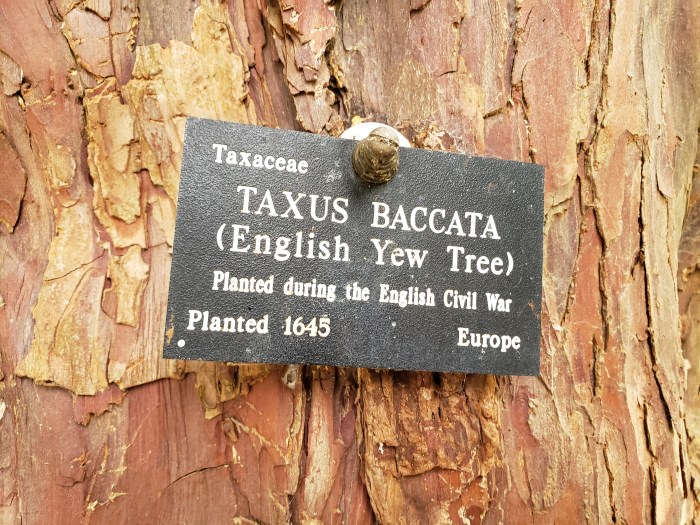 Taxaceae
TAXUS BACCATA
(English Yew Tree)
Planted during the English Civil War
Planted 1645 Europe